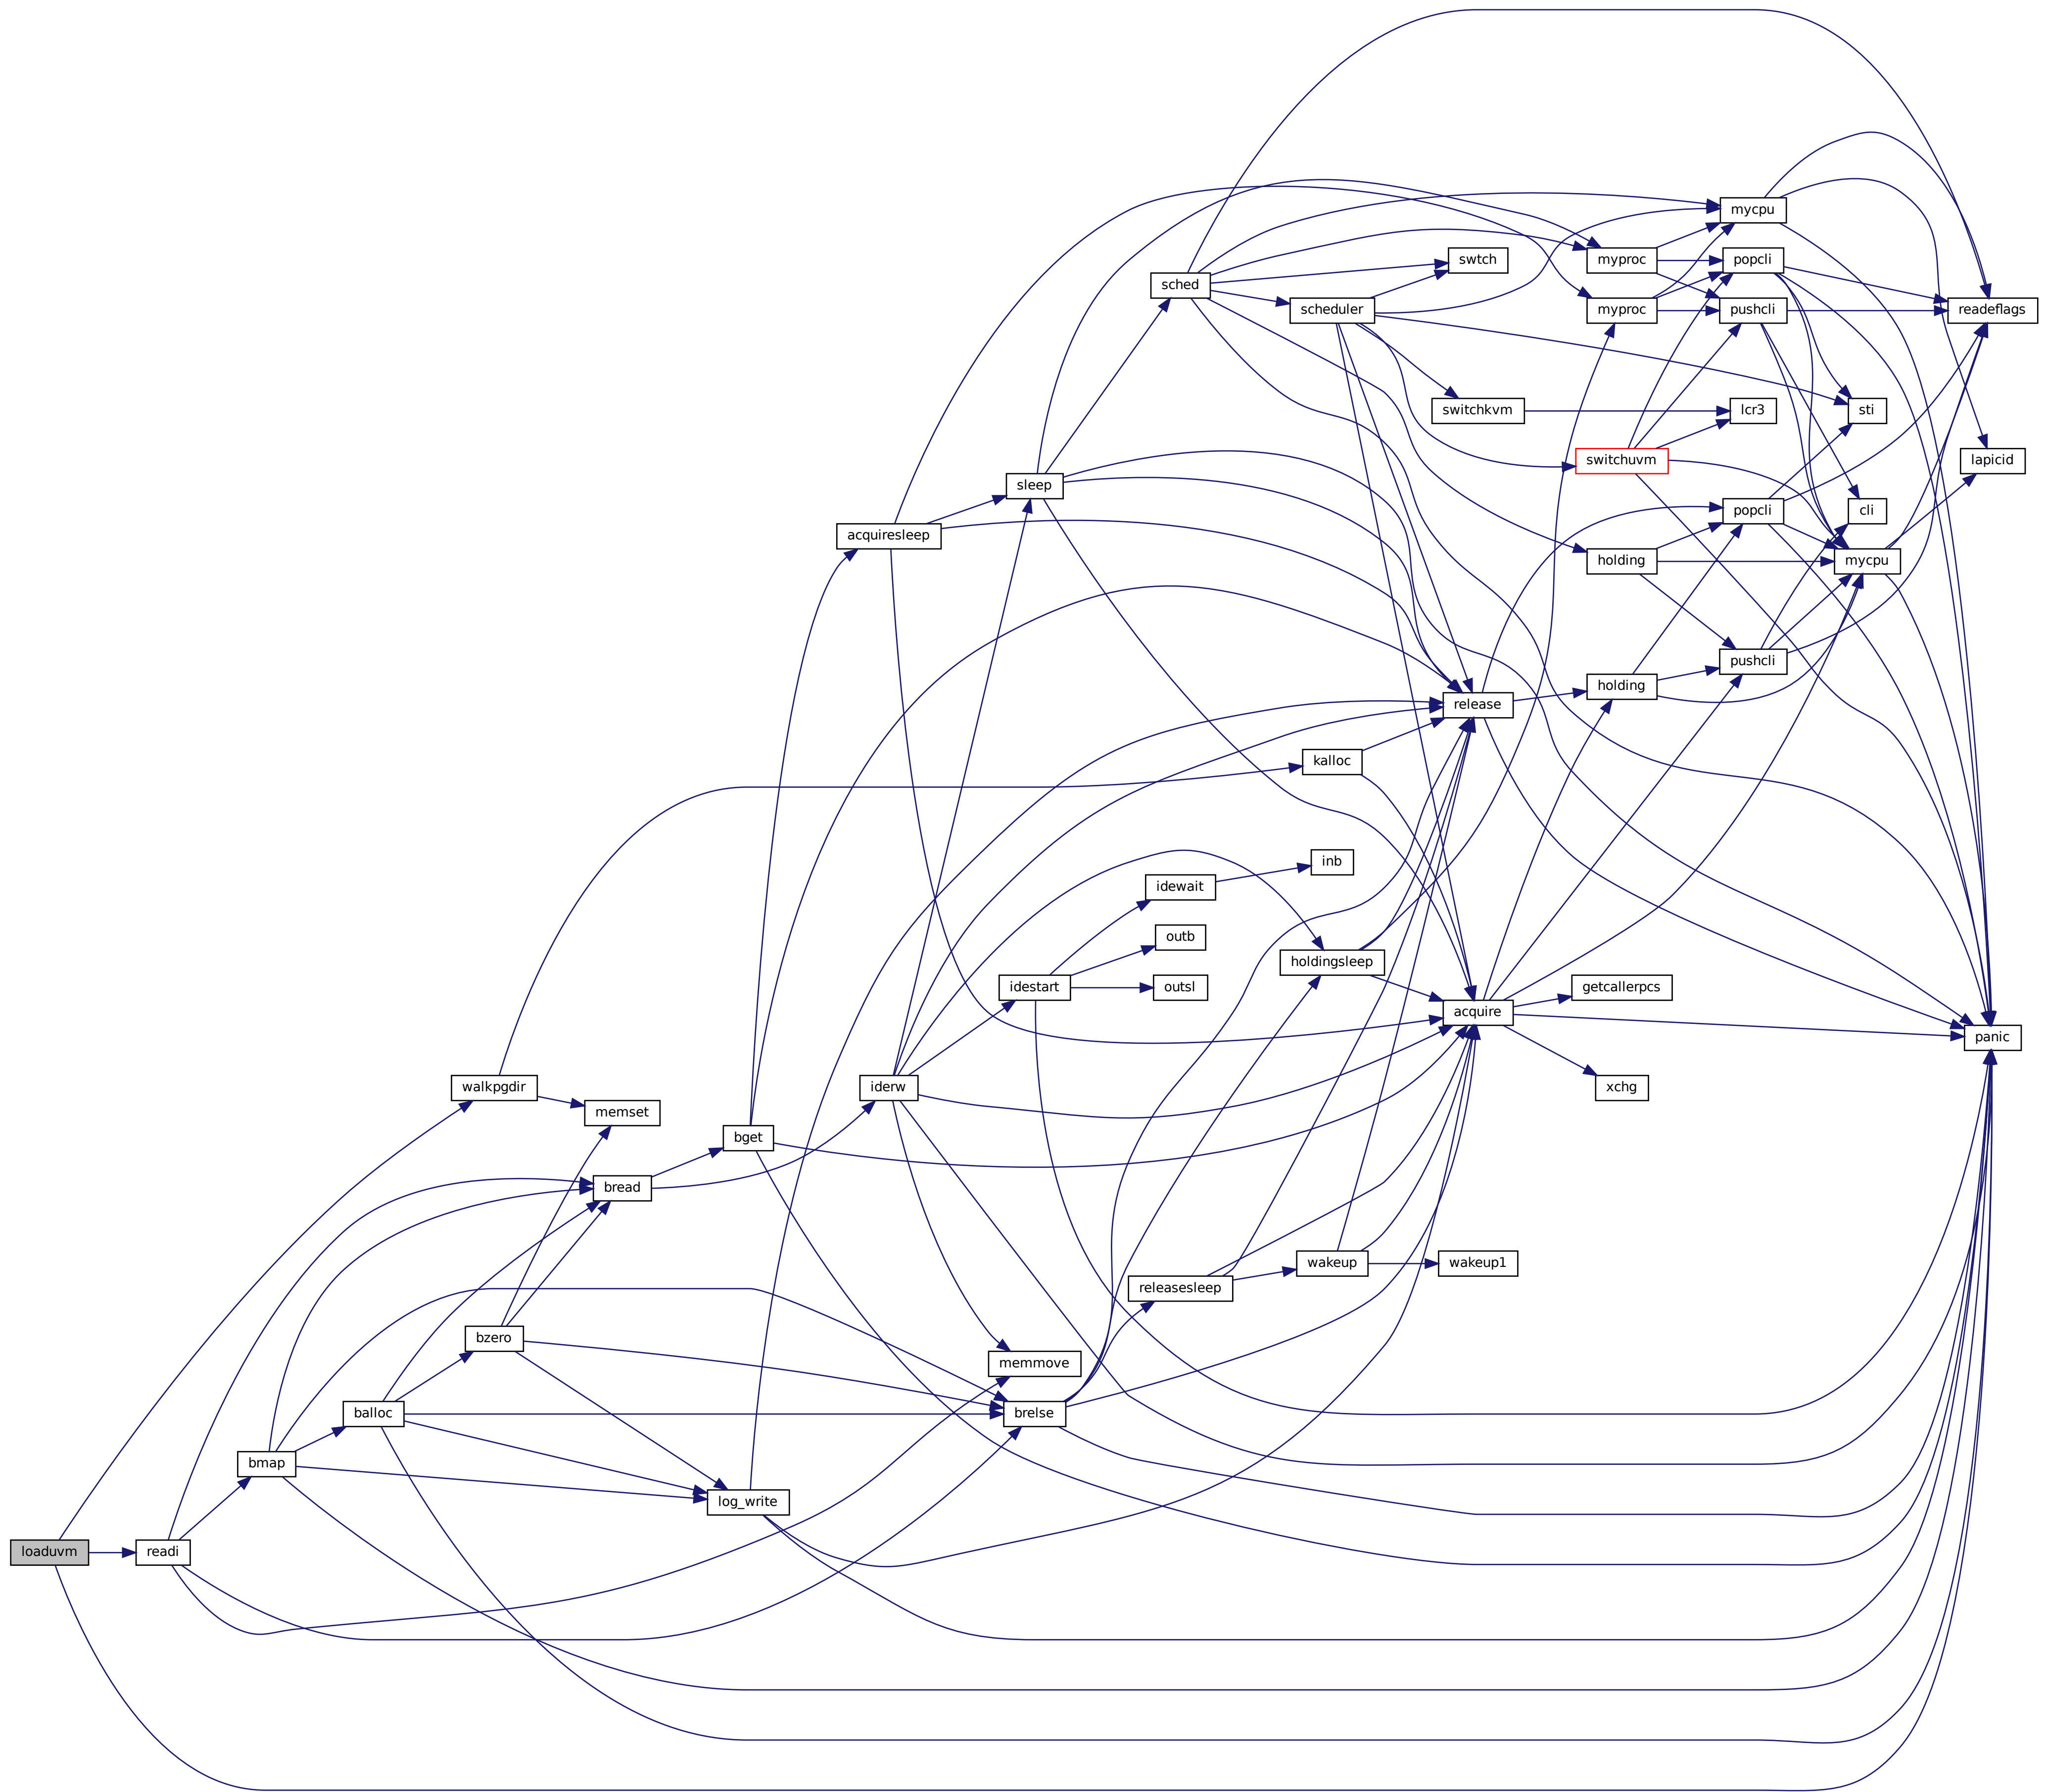 mycpu
swtch
myproc
popcli
sched
scheduler
myproc
pushcli
readeflags
switchkvm
lcr3
sti
switchuvm
lapicid
sleep
popcli
cli
acquiresleep
holding
mycpu
pushcli
holding
release
kalloc
inb
idewait
outb
holdingsleep
idestart
outsl
getcallerpcs
acquire
panic
walkpgdir
iderw
xchg
memset
bget
bread
wakeup
wakeup1
releasesleep
bzero
memmove
balloc
brelse
bmap
log_write
loaduvm
readi